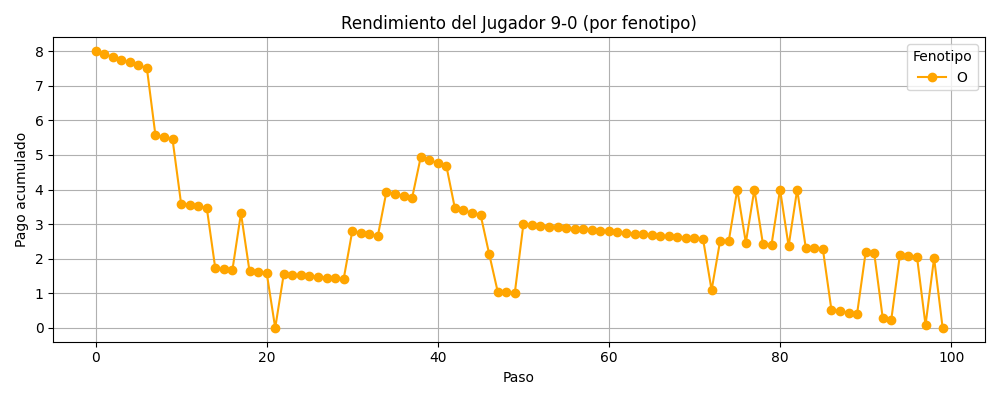 Rendimiento del Jugador 9-0 (por fenotipo)
Fenotipo
O
8
7
6
5
4
3
2
1
0
Pago acumulado
0 20 40 60 80 100
Paso